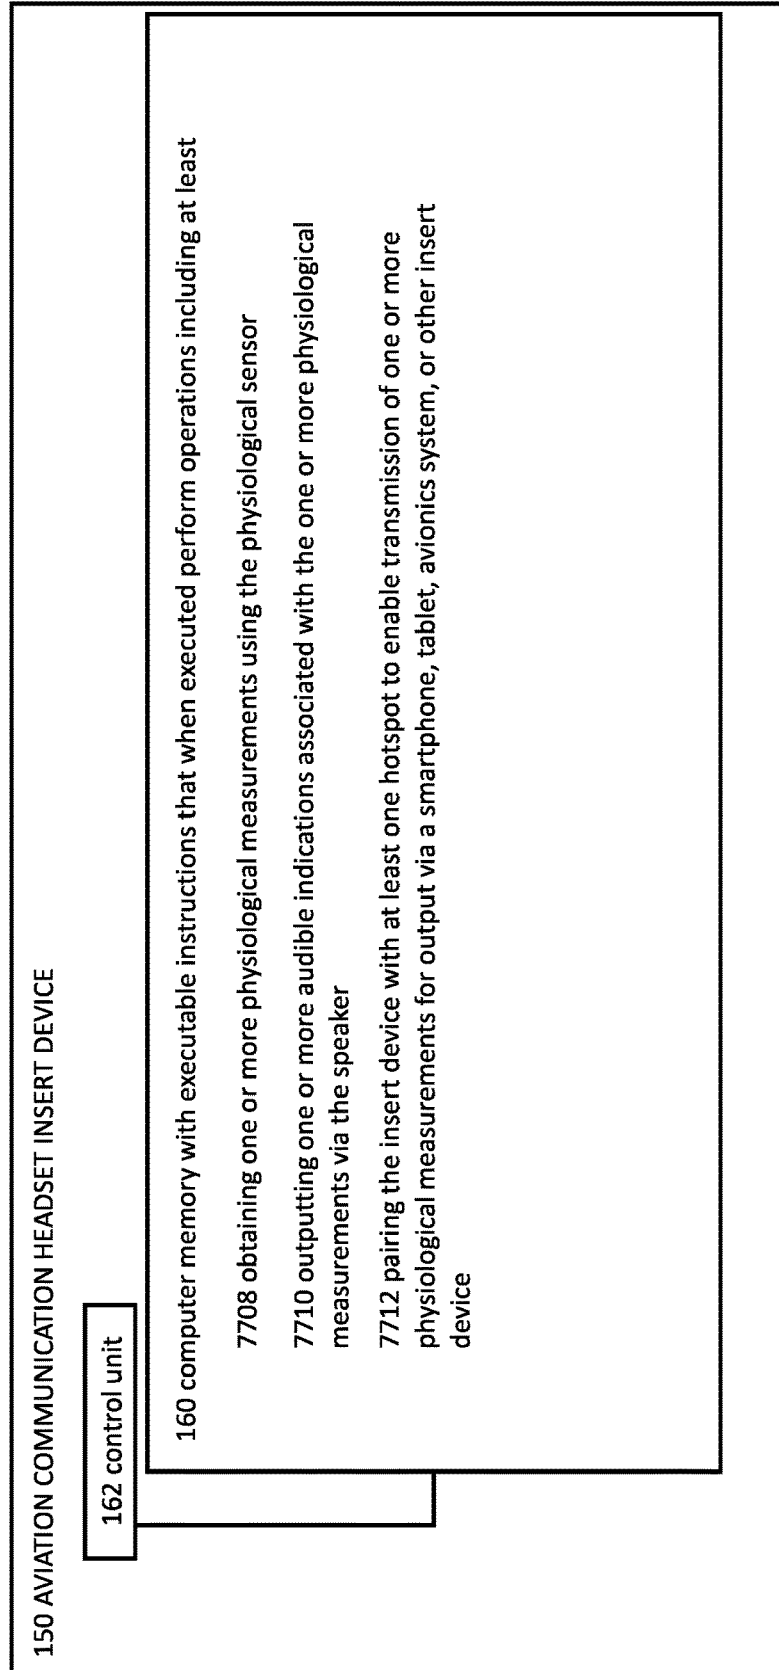 150 AVIATION COMMUNICATION HEADSET INSERT DEVICE
162 control unit
160 computer memory with executable instructions that when executed perform operations including at least
7708 obtaining one or more physiological measurements using the physiological sensor
7710 outputting one or more audible indications associated with the one or more physiological
measurements via the speaker
7712 pairing the insert device with at least one hotspot to enable transmission of one or more
physiological measurements for output via a smartphone, tablet, avionics system, or other insert
device